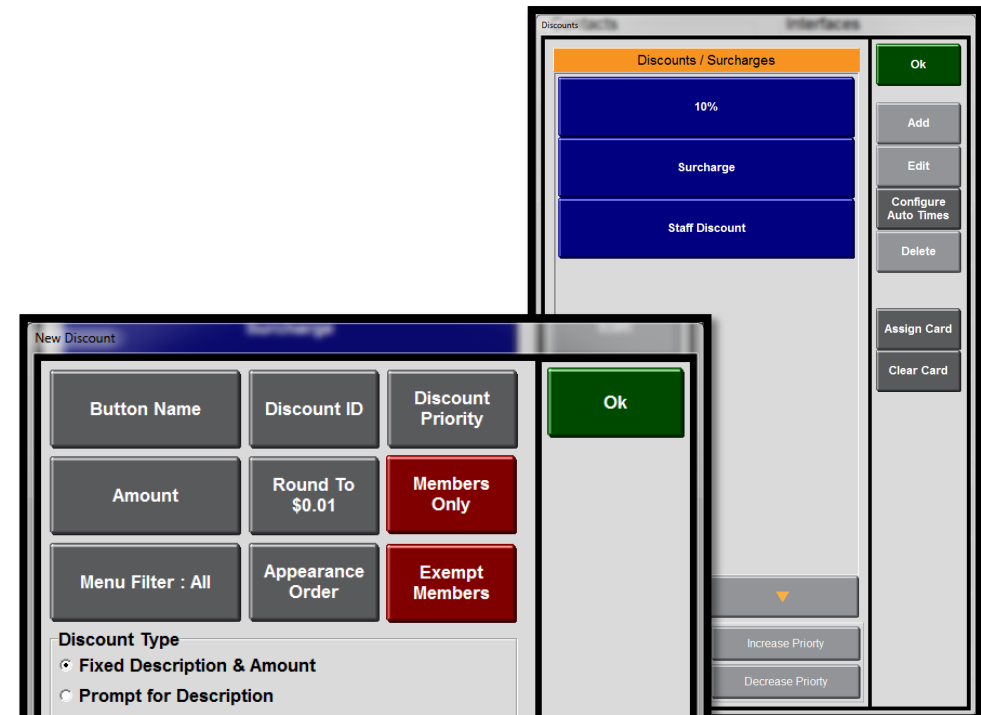 Discounts
Contacts
Interfaces
Discounts / Surcharges
10%
Surcharge
Staff Discount
Ok
Add
Edit
Configure
Auto Times
Delete
Assign Card
Clear Card
Increase Priorty
Decrease Priorty
New Discount
Surcharge
Button Name
Discount ID
Discount
Priority
Ok
Amount
Round To
$0.01
Members
Only
Menu Filter : All
Appearance
Order
Exempt
Members
Discount Type
Fixed Description & Amount
Prompt for Description